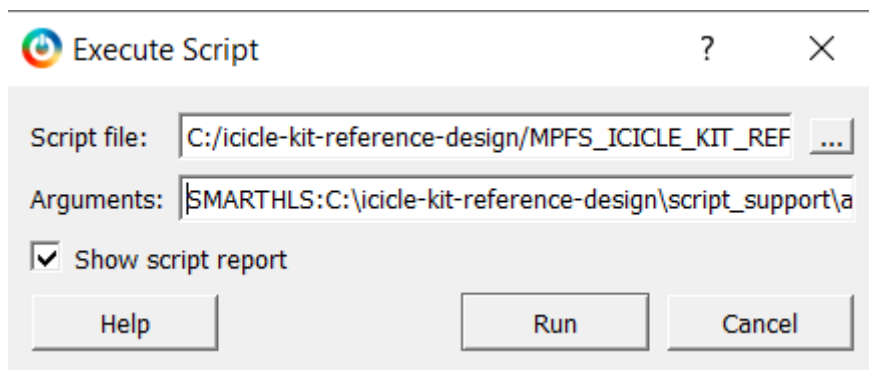 Execute Script ?
Script file: C:/icicle-kit-reference-design/MPFS_ICICLE_KIT_REF ...
Arguments: SMARTHLS:C:\icicle-kit-reference-design\script_support\a
Show script report
Help Run Cancel